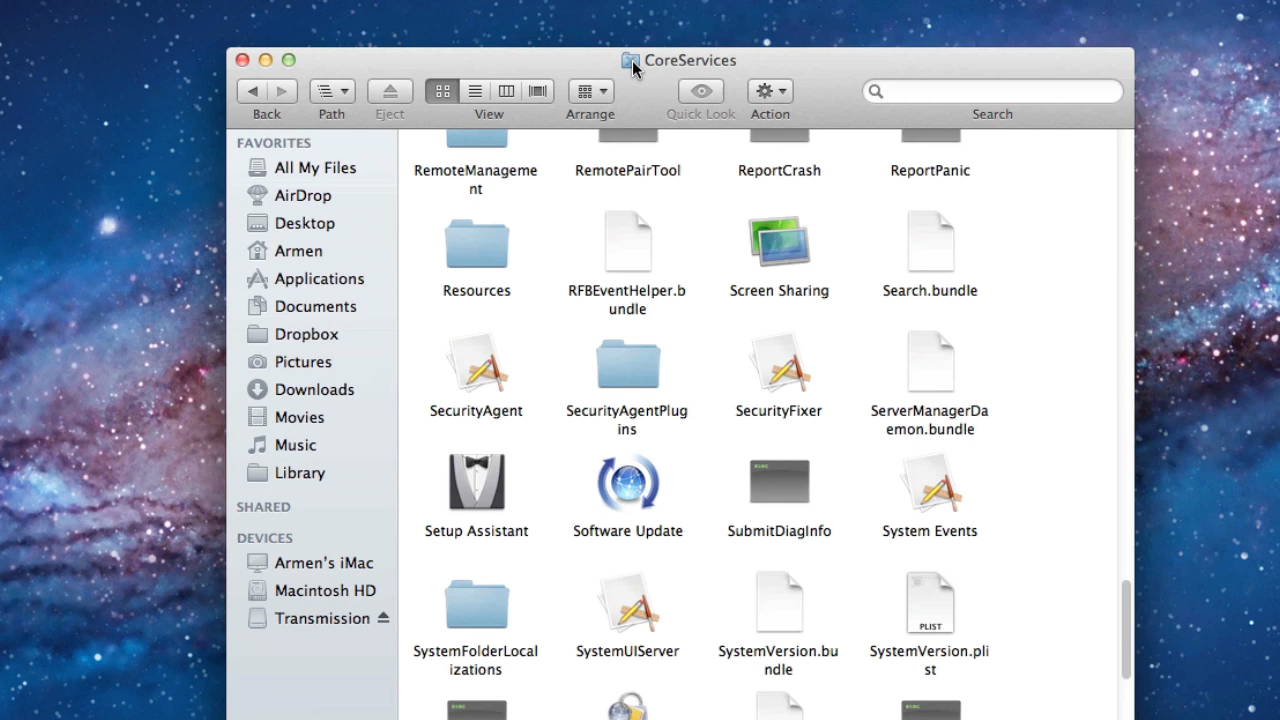 CoreServices
Back
Path
Eject
View
Arrange
Quick Look
Action
Search
FAVORITES
All My Files
AirDrop
Desktop
Armen
Applications
Documents
Dropbox
Pictures
Downloads
Movies
Music
Library
SHARED
DEVICES
Armen's iMac
Macintosh HD
Transmission
RemoteManageme
nt
RemotePairTool
ReportCrash
ReportPanic
Resources
RFBEventHelper.b
undle
Screen Sharing
Search.bundle
SecurityAgent
SecurityAgentPlug
ins
SecurityFixer
ServerManagerDa
emon.bundle
Setup Assistant
Software Update
SubmitDiagInfo
System Events
SystemFolderLocal
izations
SystemUIServer
SystemVersion.bu
ndle
PLIST
SystemVersion.pli
st